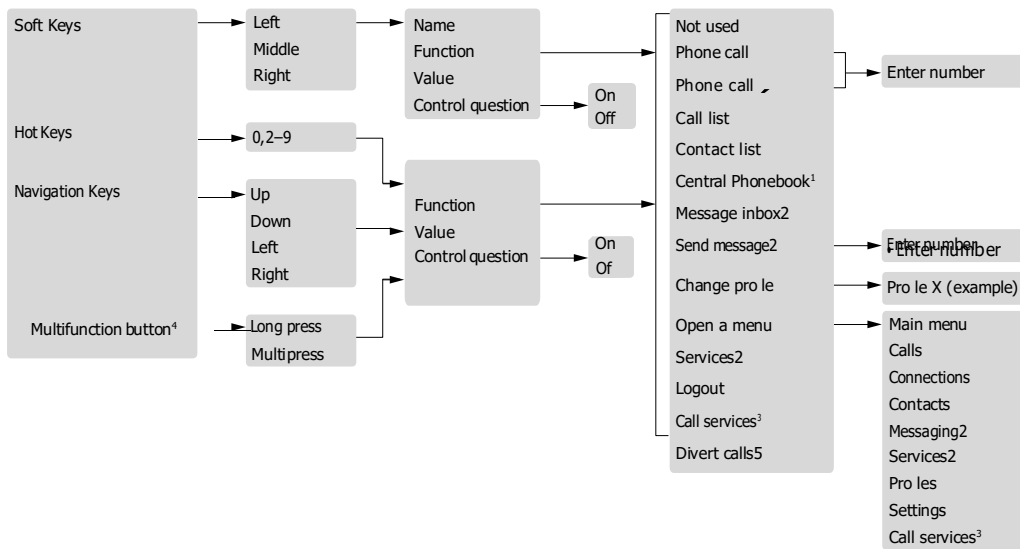 Soft Keys
Hot Keys
Navigation Keys
Multifunction button⁴
Left
Middle
Right
0,2–9
Up
Down
Left
Right
Long press
Multipress
Name
Function
Value
Control question
On
Off
Function
Value
Control question
On
Of
Not used
Phone call
Phone call
Call list
Contact list
Central Phonebook¹
Message inbox2
Send message2
Change pro le
Open a menu
Services2
Logout
Call services³
Divert calls5
Enter number
Enter number
• Enter number
Pro le X (example)
Main menu
Calls
Connections
Contacts
Messaging2
Services2
Pro les
Settings
Call services³